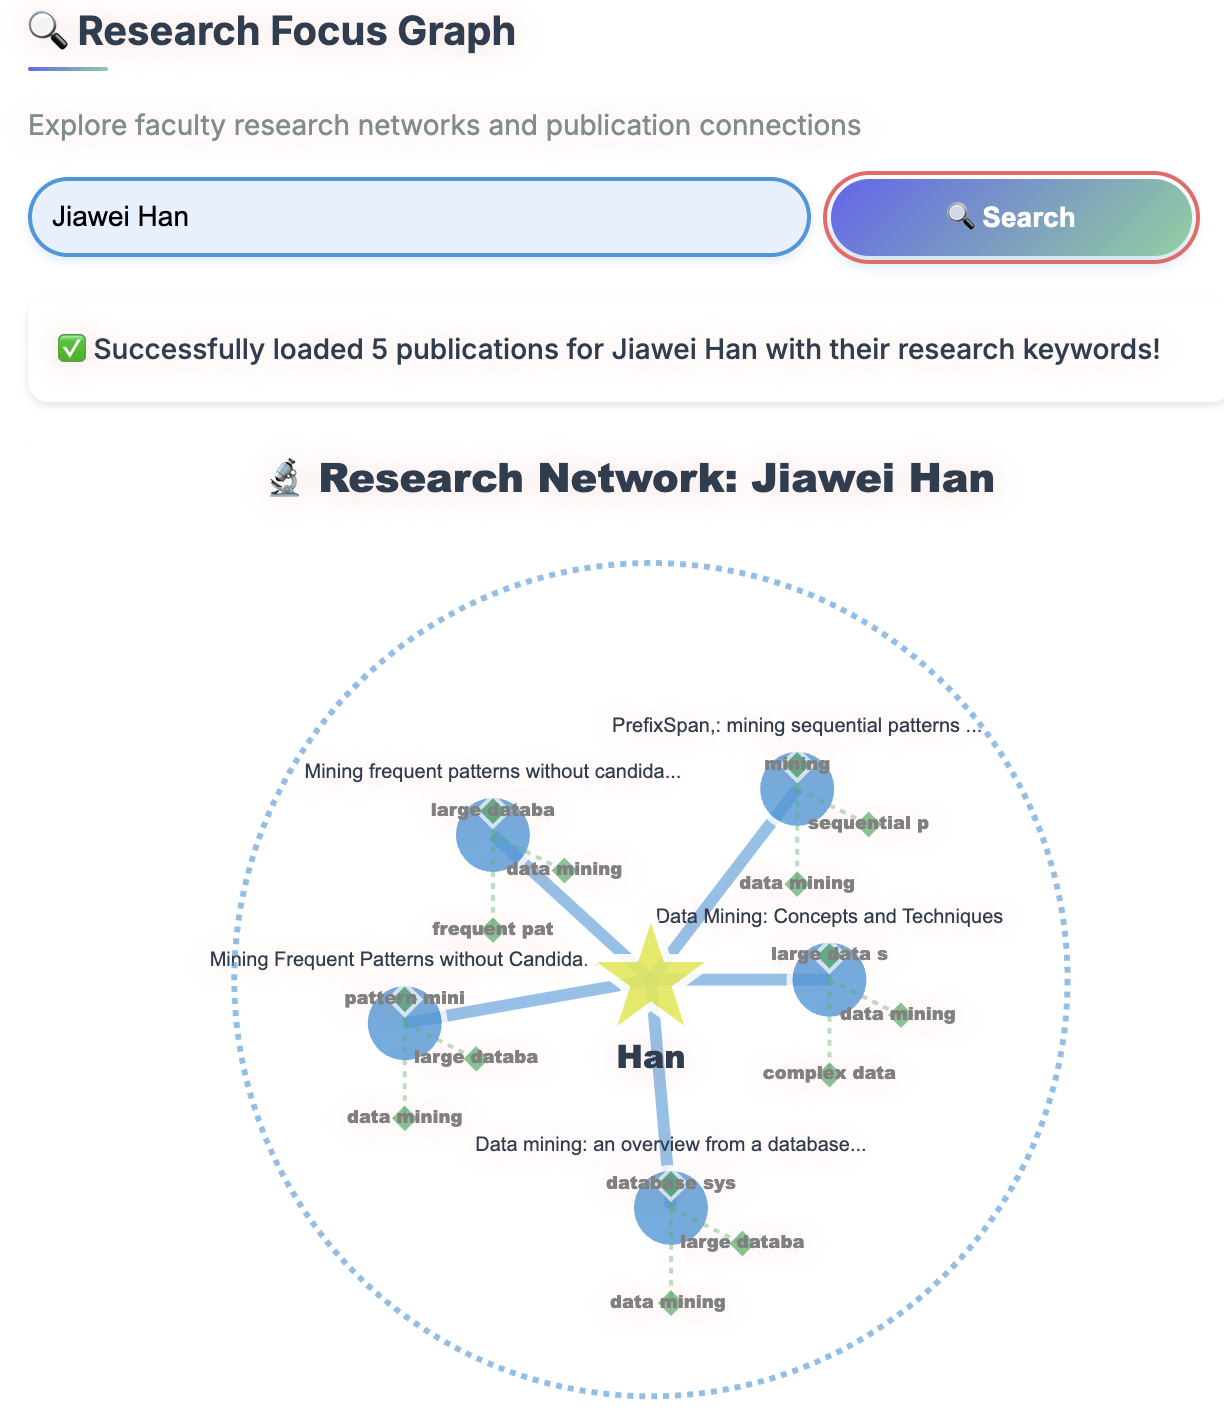 Research Focus Graph
Explore faculty research networks and publication connections
Jiawei Han
Search
Successfully loaded 5 publications for Jiawei Han with their research keywords!
Research Network: Jiawei Han
PrefixSpan,: mining sequential patterns ...
mining
sequential p
data mining
Mining frequent patterns without candida...
large databa
data mining
frequent pat
Data Mining: Concepts and Techniques
large data s
data mining
complex data
Mining Frequent Patterns without Candida.
pattern mini
large databa
data mining
Han
Data mining: an overview from a database...
database sys
large databa
data mining